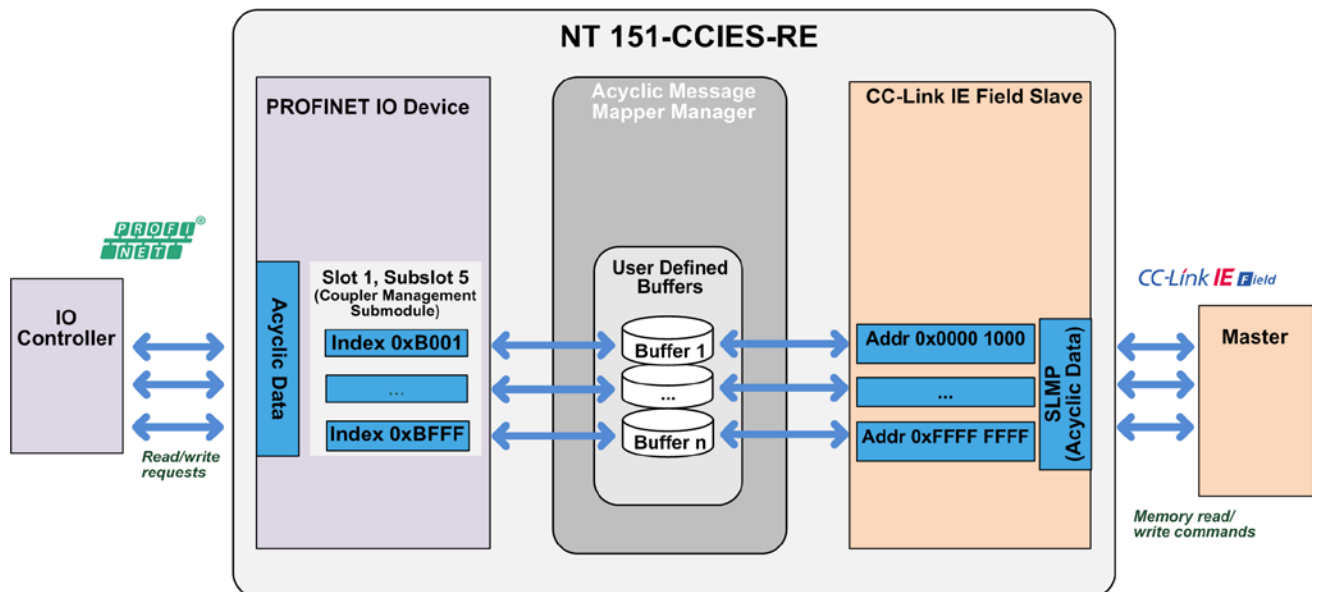 NT 151-CCIES-RE
PROFINET IO Device
Acyclic Message
Mapper Manager
CC-Link IE Field Slave
PROFI
NET®
IO
Controller
Read/write
requests
Acyclic Data
Slot 1, Subslot 5
(Coupler Management
Submodule)
Index 0xB001
...
Index 0xBFFF
User Defined
Buffers
Buffer 1
...
Buffer n
Addr 0x0000 1000
...
Addr 0xFFFF FFFF
SLMP
(Acyclic Data)
CC-Link IE Field
Master
Memory read/
write commands